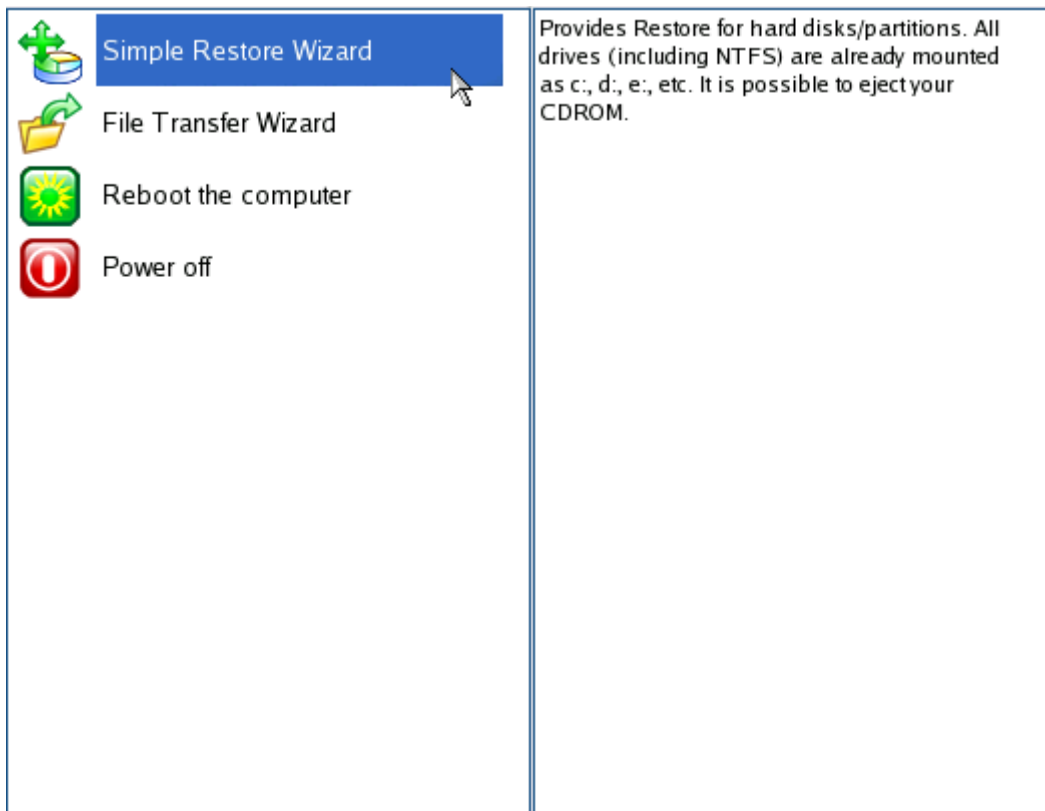 Simple Restore Wizard
File Transfer Wizard
Reboot the computer
Power off
Provides Restore for hard disks/partitions. All
drives (including NTFS) are already mounted
as c:, d:, e:, etc. It is possible to eject your
CDROM.